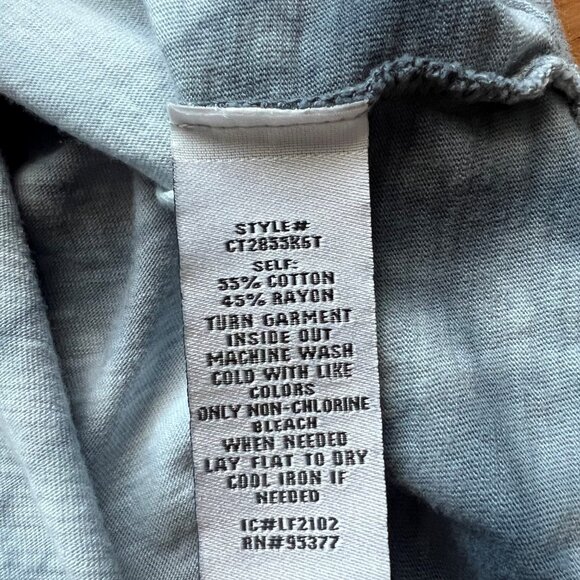 STYLE#
CT2855K6T
SELF:
55% COTTON
45% RAYON
TURN GARMENT
INSIDE OUT
MACHINE WASH
COLD WITH LIKE
COLORS
ONLY NON-CHLORINE
BLEACH
WHEN NEEDED
LAY FLAT TO DRY
COOL IRON IF
NEEDED
IC#LF2102
RN#95377